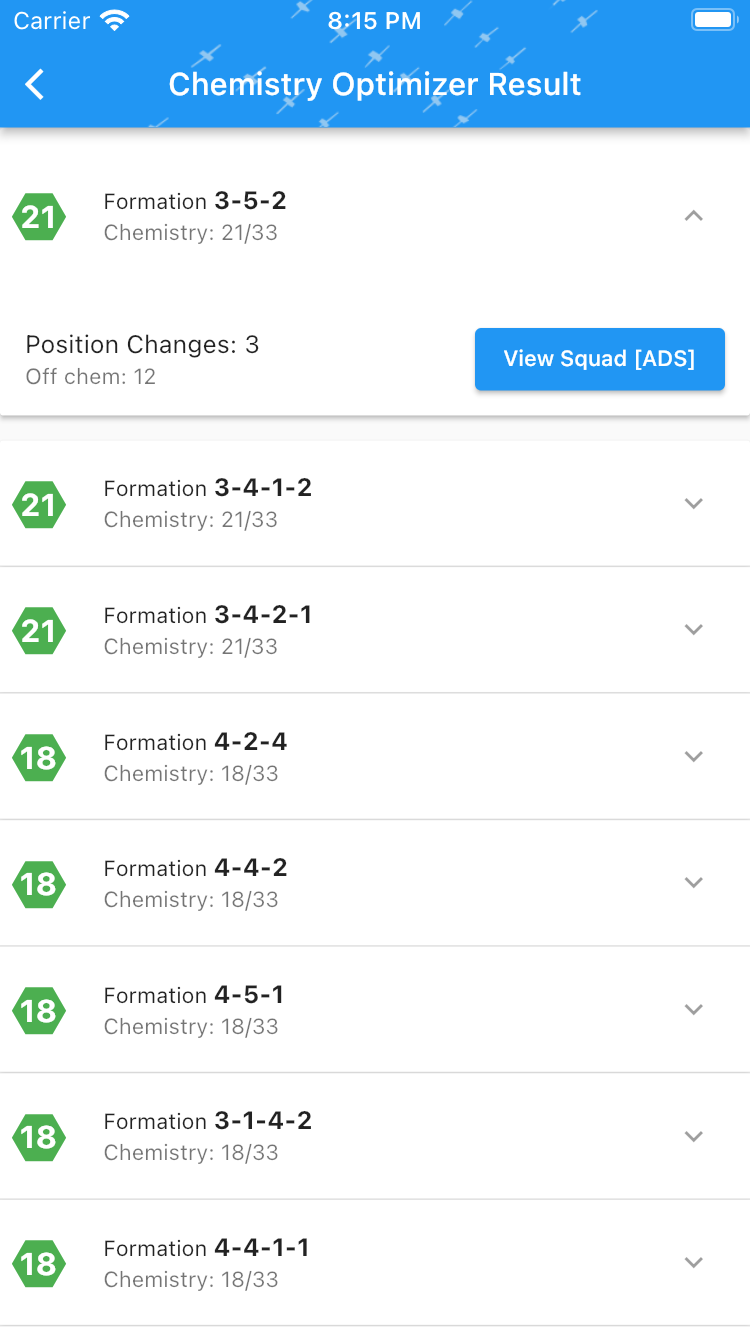 Carrier 8:15 PM
Chemistry Optimizer Result
21
Formation 3-5-2
Chemistry: 21/33
Position Changes: 3
Off chem: 12
View Squad [ADS]
21
Formation 3-4-1-2
Chemistry: 21/33
21
Formation 3-4-2-1
Chemistry: 21/33
18
Formation 4-2-4
Chemistry: 18/33
18
Formation 4-4-2
Chemistry: 18/33
18
Formation 4-5-1
Chemistry: 18/33
18
Formation 3-1-4-2
Chemistry: 18/33
18
Formation 4-4-1-1
Chemistry: 18/33